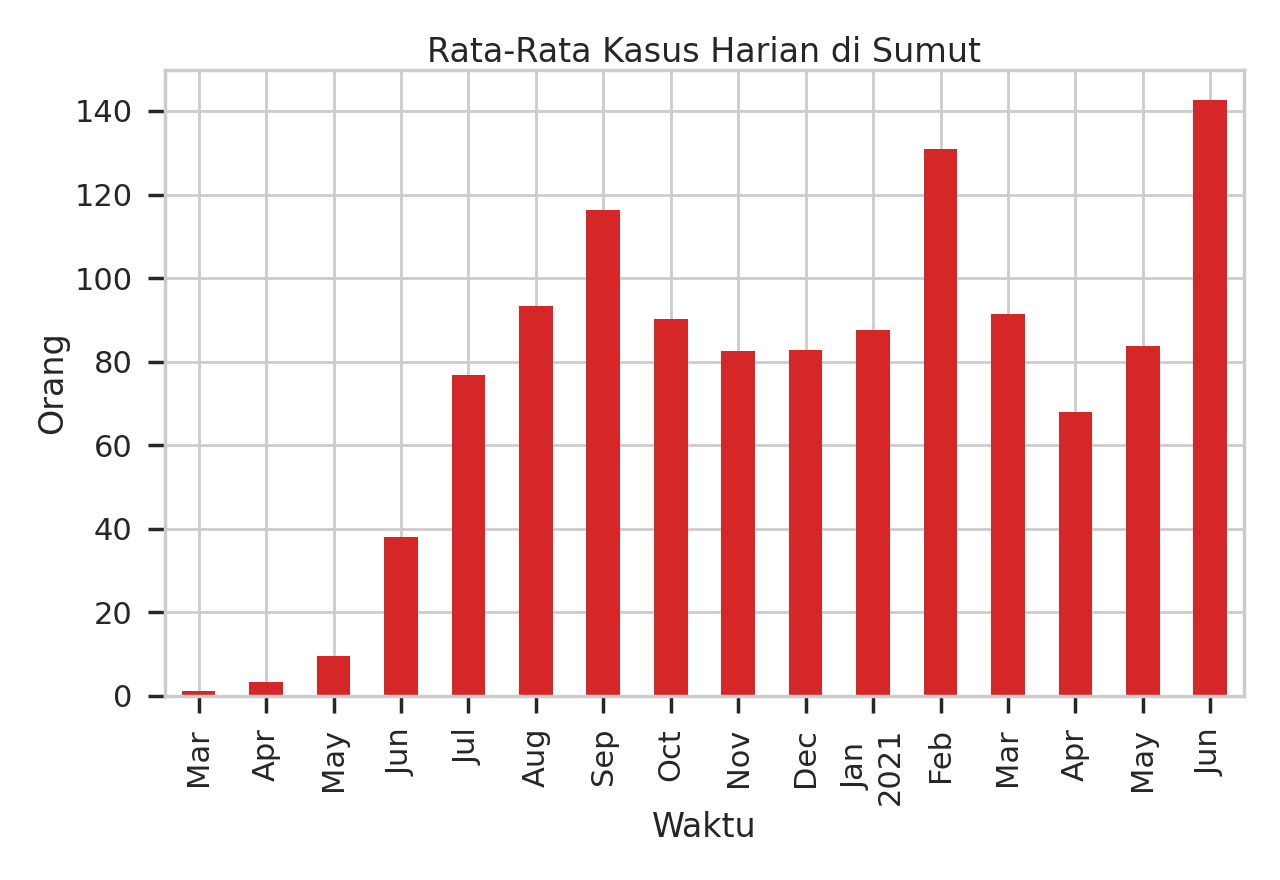 Rata-Rata Kasus Harian di Sumut
140
120
100
80
60
40
20
0
Orang
Mar
Apr
May
Jun
Jul
Aug
Sep
Oct
Nov
Dec
Jan
2021
Feb
Mar
Apr
May
Jun
Waktu